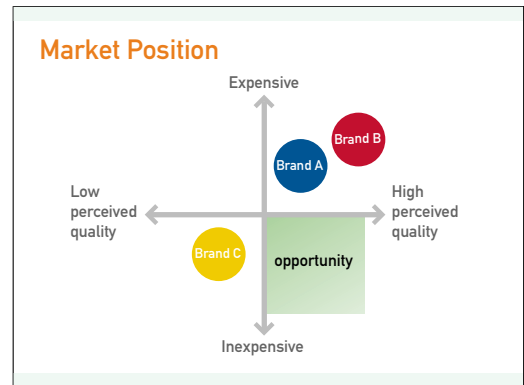 Market Position
Expensive
Brand B
Brand A
Low
perceived
quality
High
perceived
quality
Brand C
opportunity
Inexpensive